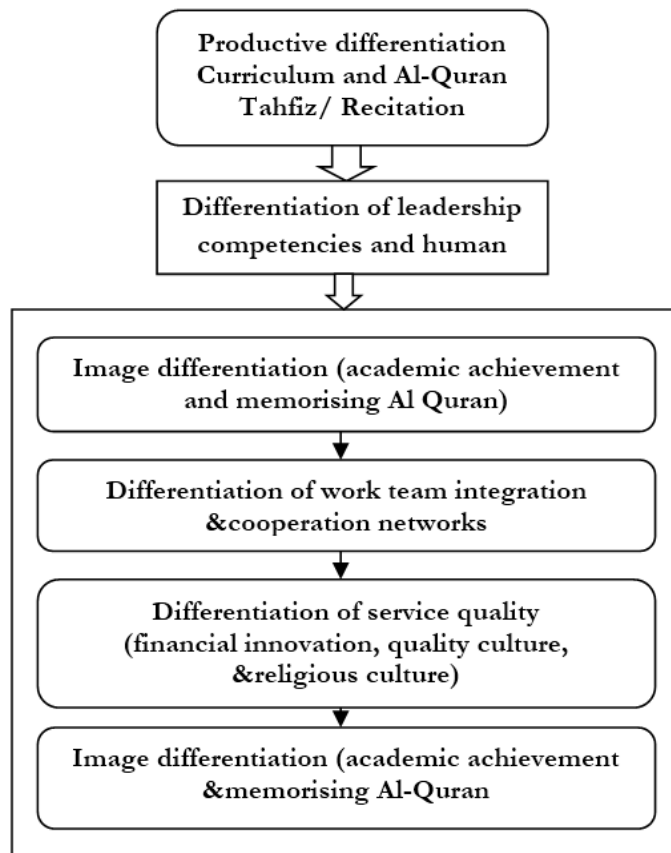 Productive differentiation
Curriculum and Al-Quran
Tahfiz/ Recitation
Differentiation of leadership
competencies and human
Image differentiation (academic achievement
and memorising Al Quran)
Differentiation of work team integration
&cooperation networks
Differentiation of service quality
(financial innovation, quality culture,
&religious culture)
Image differentiation (academic achievement
&memorising Al-Quran